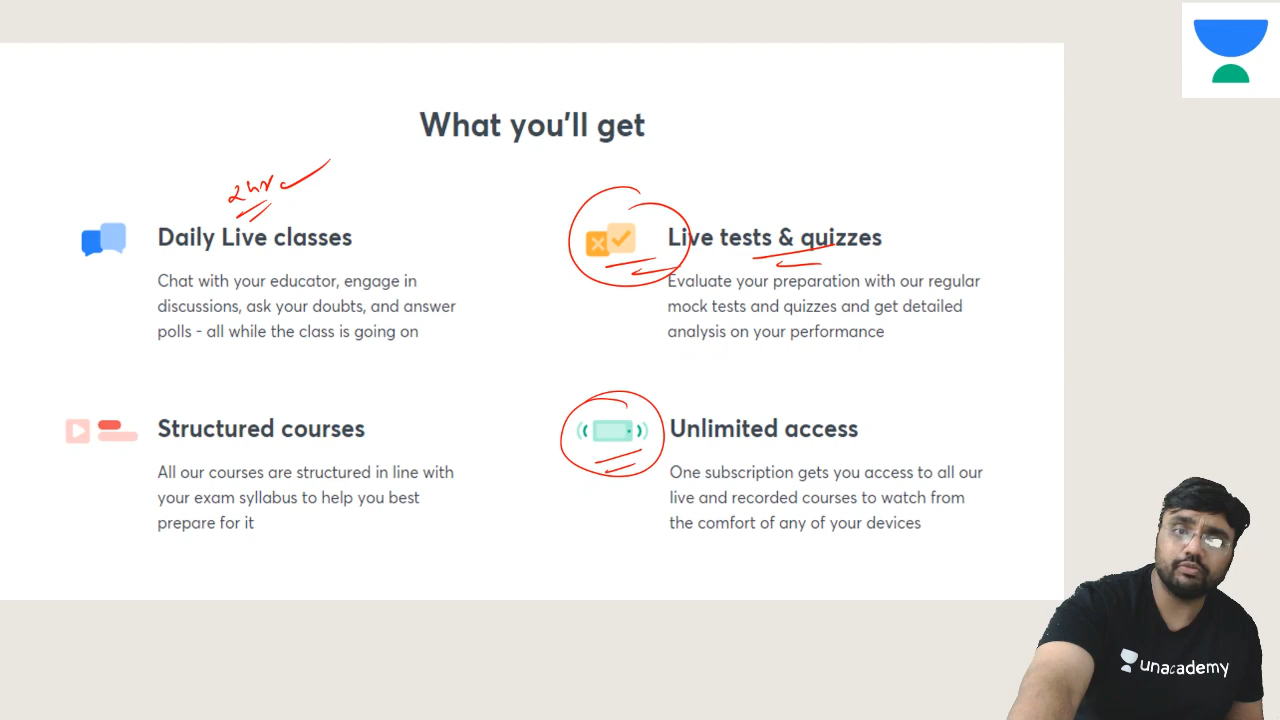 What you'll get
2 hr
Daily Live classes
Chat with your educator, engage in
discussions, ask your doubts, and answer
polls - all while the class is going on
Live tests & quizzes
Evaluate your preparation with our regular
mock tests and quizzes and get detailed
analysis on your performance
Structured courses
All our courses are structured in line with
your exam syllabus to help you best
prepare for it
Unlimited access
One subscription gets you access to all our
live and recorded courses to watch from
the comfort of any of your devices
unacademy